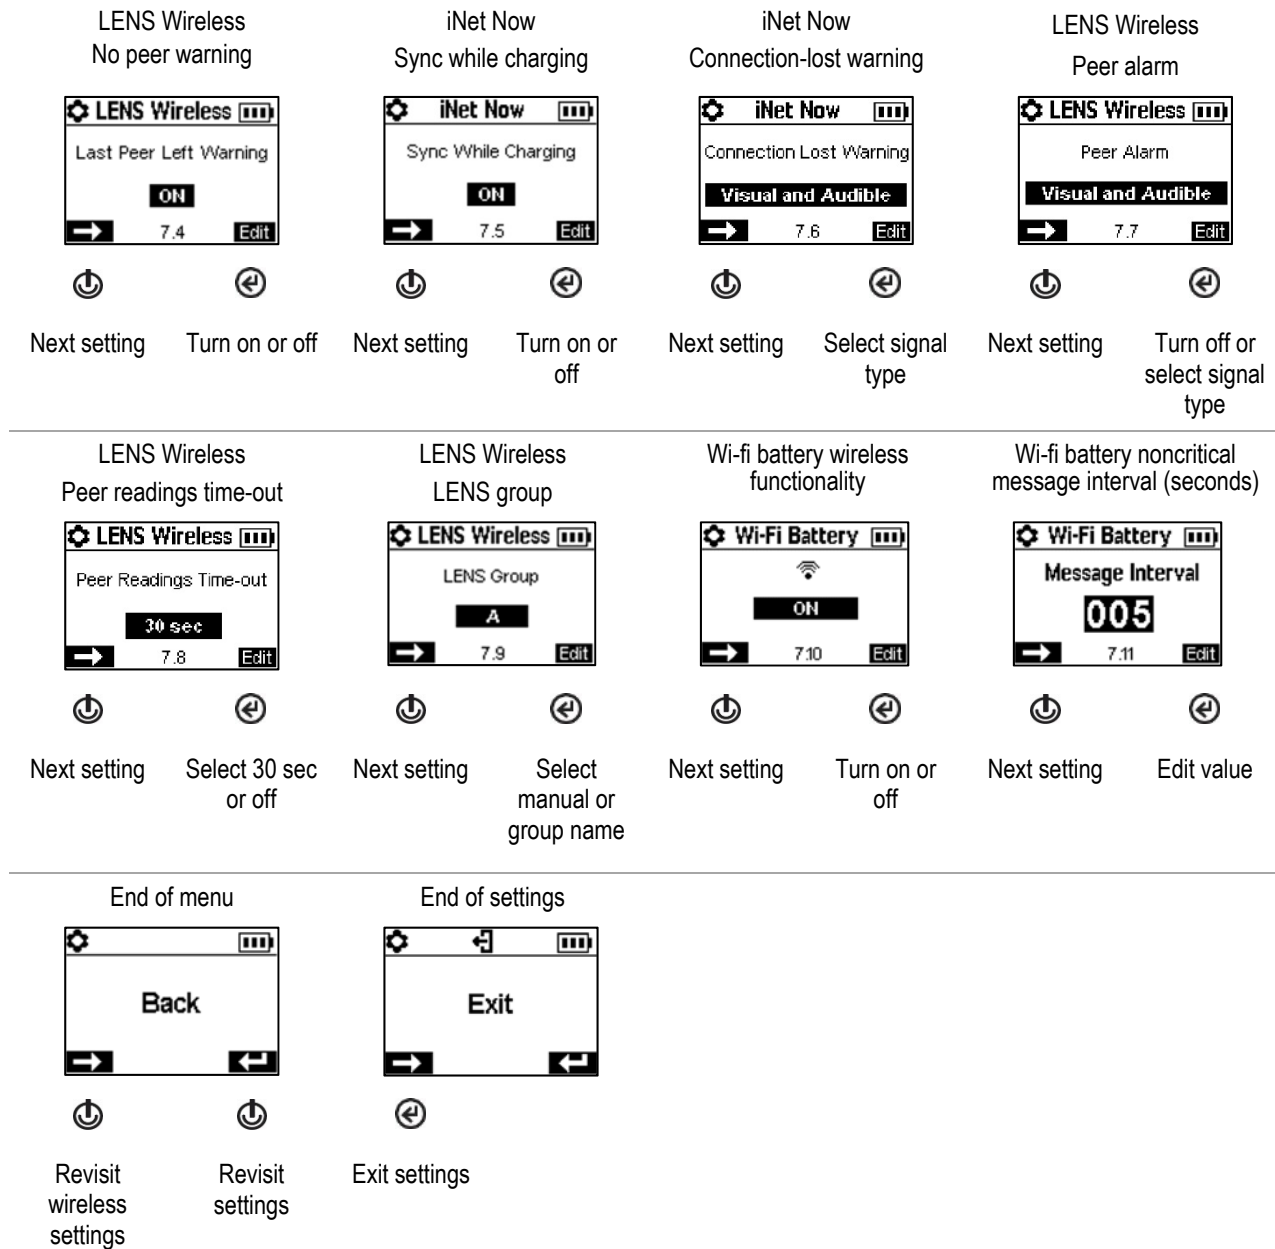 LENS Wireless
No peer warning
iNet Now
Sync while charging
iNet Now
Connection-lost warning
LENS Wireless
Peer alarm
LENS Wireless
Last Peer Left Warning
ON
7.4 Edit
iNet Now
Sync While Charging
ON
7.5 Edit
iNet Now
Connection Lost Warning
Visual and Audible
7.6 Edit
LENS Wireless
Peer Alarm
Visual and Audible
7.7 Edit
Next setting
Turn on or off
Next setting
Turn on or
off
Next setting
Select signal
type
Next setting
Turn off or
select signal
type
LENS Wireless
Peer readings time-out
LENS Wireless
LENS group
Wi-fi battery wireless
functionality
Wi-fi battery noncritical
message interval (seconds)
LENS Wireless
Peer Readings Time-out
30 sec
7.8 Edit
LENS Wireless
LENS Group
A
7.9 Edit
Wi-Fi Battery
ON
7.10 Edit
Wi-Fi Battery
Message Interval
005
7.11 Edit
Next setting
Select 30 sec
or off
Next setting
Select
manual or
group name
Next setting
Turn on or
off
Next setting
Edit value
End of menu
End of settings
Back
Exit
Revisit
wireless
settings
Revisit
settings
Exit settings